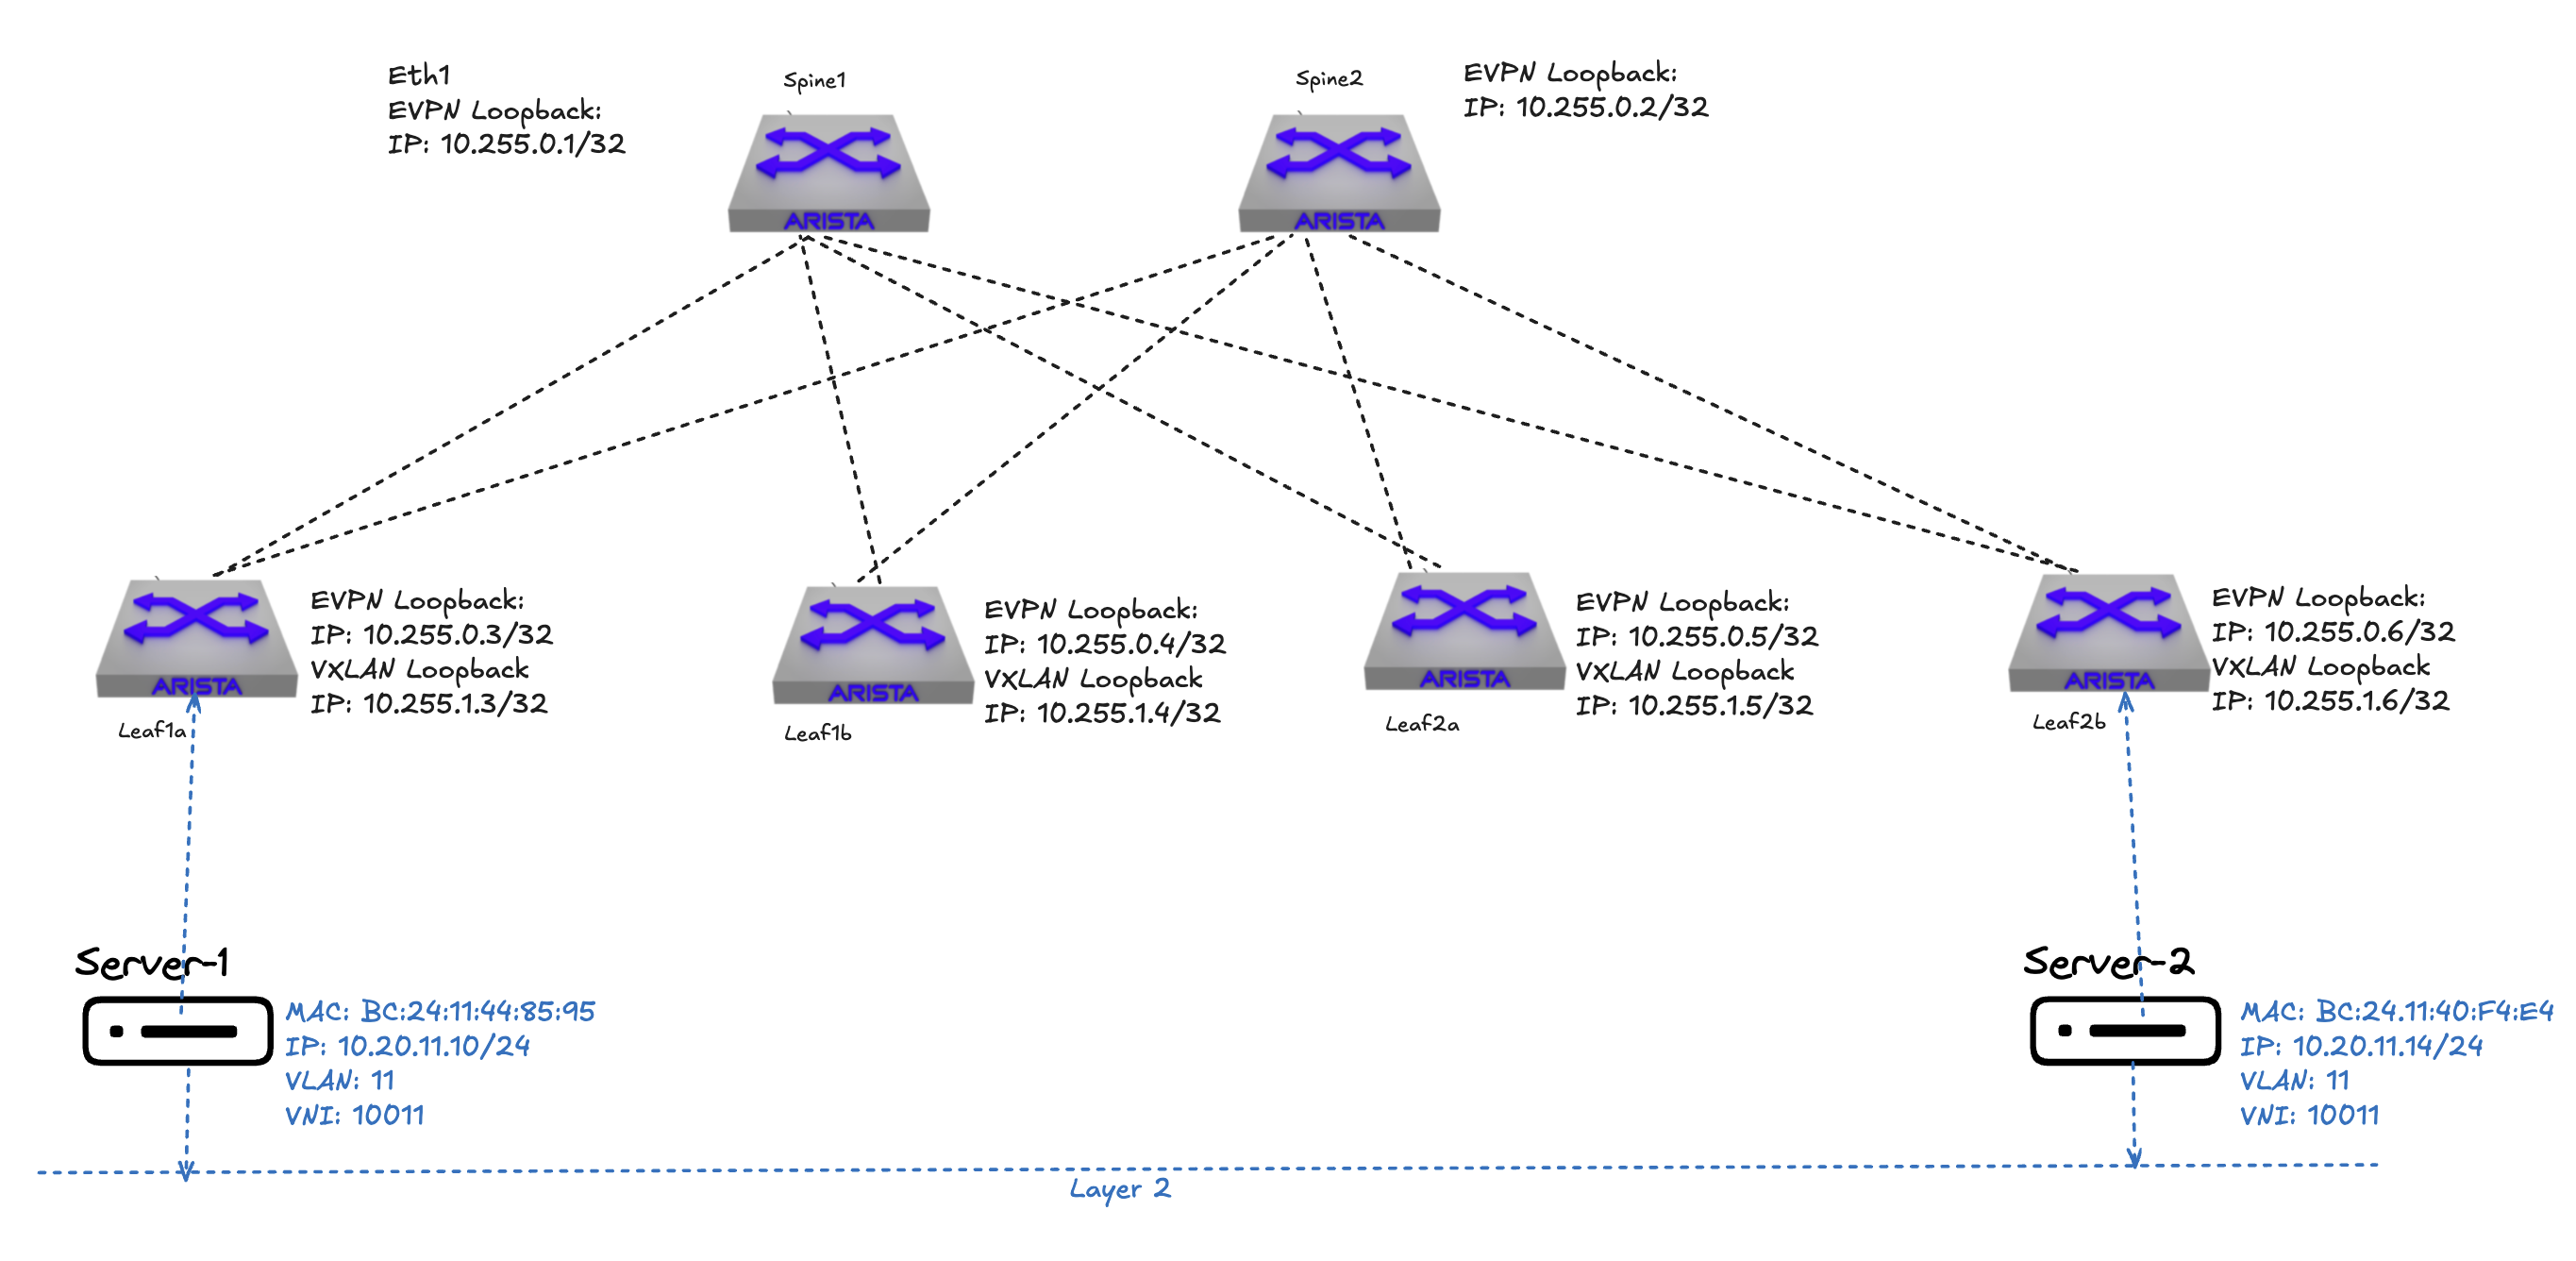 Eth1
EVPN Loopback:
IP: 10.255.0.1/32
Spine1
Spine2
EVPN Loopback:
IP: 10.255.0.2/32
ARISTA
ARISTA
ARISTA
Leaf1a
EVPN Loopback:
IP: 10.255.0.3/32
VXLAN Loopback
IP: 10.255.1.3/32
ARISTA
Leaf1b
EVPN Loopback:
IP: 10.255.0.4/32
VXLAN Loopback
IP: 10.255.1.4/32
ARISTA
Leaf2a
EVPN Loopback:
IP: 10.255.0.5/32
VXLAN Loopback
IP: 10.255.1.5/32
ARISTA
Leaf2b
EVPN Loopback:
IP: 10.255.0.6/32
VXLAN Loopback
IP: 10.255.1.6/32
Server-1
MAC: BC:24:11:44:85:95
IP: 10.20.11.10/24
VLAN: 11
VNI: 10011
Server-2
MAC: BC:24.11:40:F4:E4
IP: 10.20.11.14/24
VLAN: 11
VNI: 10011
Layer 2